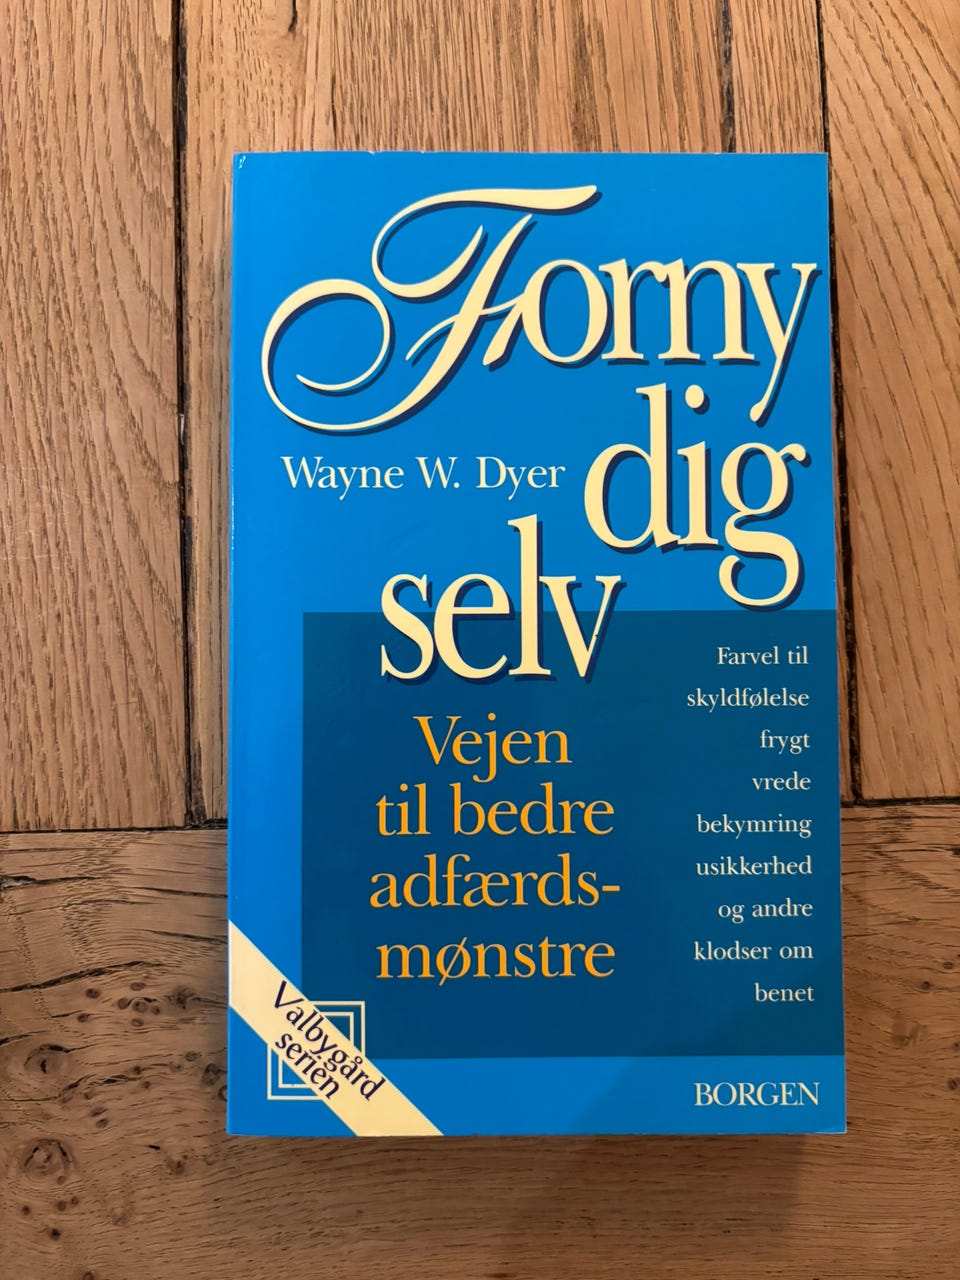 Forny
dig
Wayne W. Dyer
selv
Vejen
til bedre
adfærds-
mønstre
Farvel til
skyldfølelse
frygt
vrede
bekymring
usikkerhed
og andre
klodser om
benet
Valbygård
serien
BORGEN